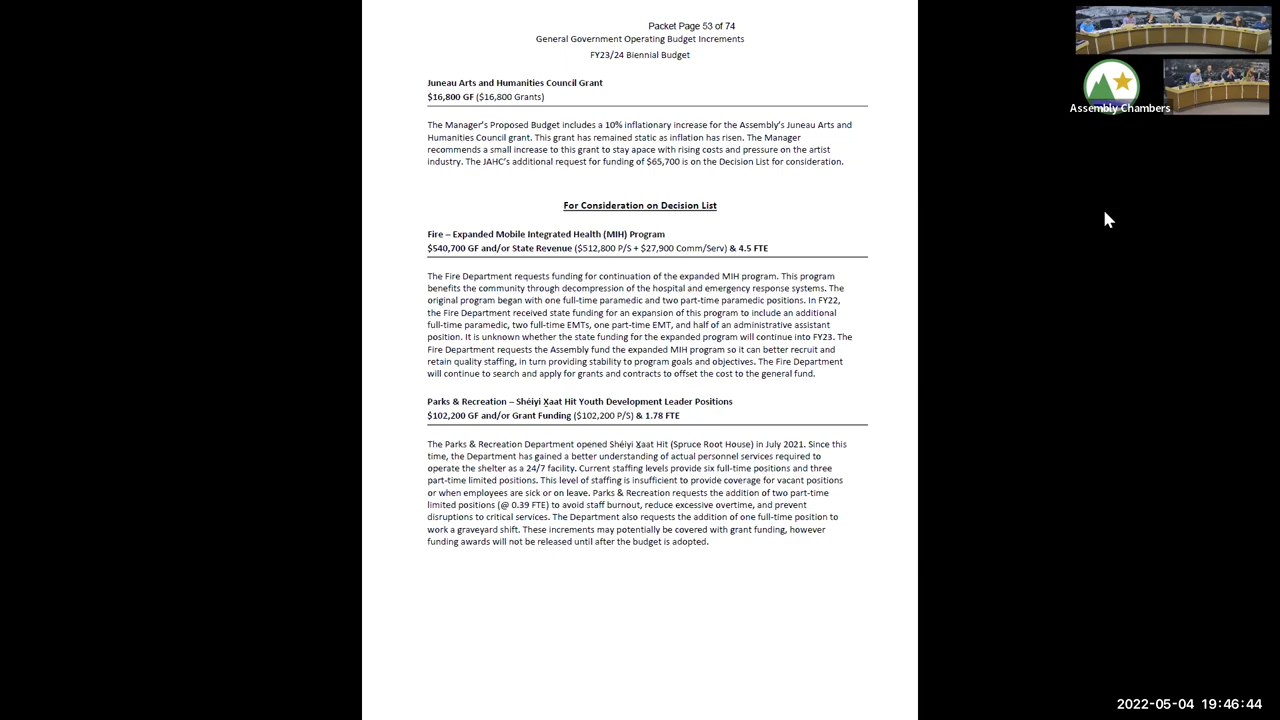 Packet Page 53 of 74
General Government Operating Budget Increments
FY23/24 Biennial Budget
Juneau Arts and Humanities Council Grant
$16,800 GF ($16,800 Grants)
The Manager's Proposed Budget includes a 10% inflationary increase for the Assembly's Juneau Arts and
Humanities Council grant. This grant has remained static as inflation has risen. The Manager
recommends a small increase to this grant to stay apace with rising costs and pressure on the artist
industry. The JAHC's additional request for funding of $65,700 is on the Decision List for consideration.
For Consideration on Decision List
Fire – Expanded Mobile Integrated Health (MIH) Program
$540,700 GF and/or State Revenue ($512,800 P/S + $27,900 Comm/Serv) & 4.5 FTE
The Fire Department requests funding for continuation of the expanded MIH program. This program
benefits the community through decompression of the hospital and emergency response systems. The
original program began with one full-time paramedic and two part-time paramedic positions. In FY22,
the Fire Department received state funding for an expansion of this program to include an additional
full-time paramedic, two full-time EMTs, one part-time EMT, and half of an administrative assistant
position. It is unknown whether the state funding for the expanded program will continue into FY23. The
Fire Department requests the Assembly fund the expanded MIH program so it can better recruit and
retain quality staffing, in turn providing stability to program goals and objectives. The Fire Department
will continue to search and apply for grants and contracts to offset the cost to the general fund.
Parks & Recreation – Shéiyi X̱aat Hít Youth Development Leader Positions
$102,200 GF and/or Grant Funding ($102,200 P/S) & 1.78 FTE
The Parks & Recreation Department opened Shéiyi X̱aat Hít (Spruce Root House) in July 2021. Since this
time, the Department has gained a better understanding of actual personnel services required to
operate the shelter as a 24/7 facility. Current staffing levels provide six full-time positions and three
part-time limited positions. This level of staffing is insufficient to provide coverage for vacant positions
or when employees are sick or on leave. Parks & Recreation requests the addition of two part-time
limited positions (@ 0.39 FTE) to avoid staff burnout, reduce excessive overtime, and prevent
disruptions to critical services. The Department also requests the addition of one full-time position to
work a graveyard shift. These increments may potentially be covered with grant funding, however
funding awards will not be released until after the budget is adopted.
Assembly Chambers
2022-05-04 19:46:44